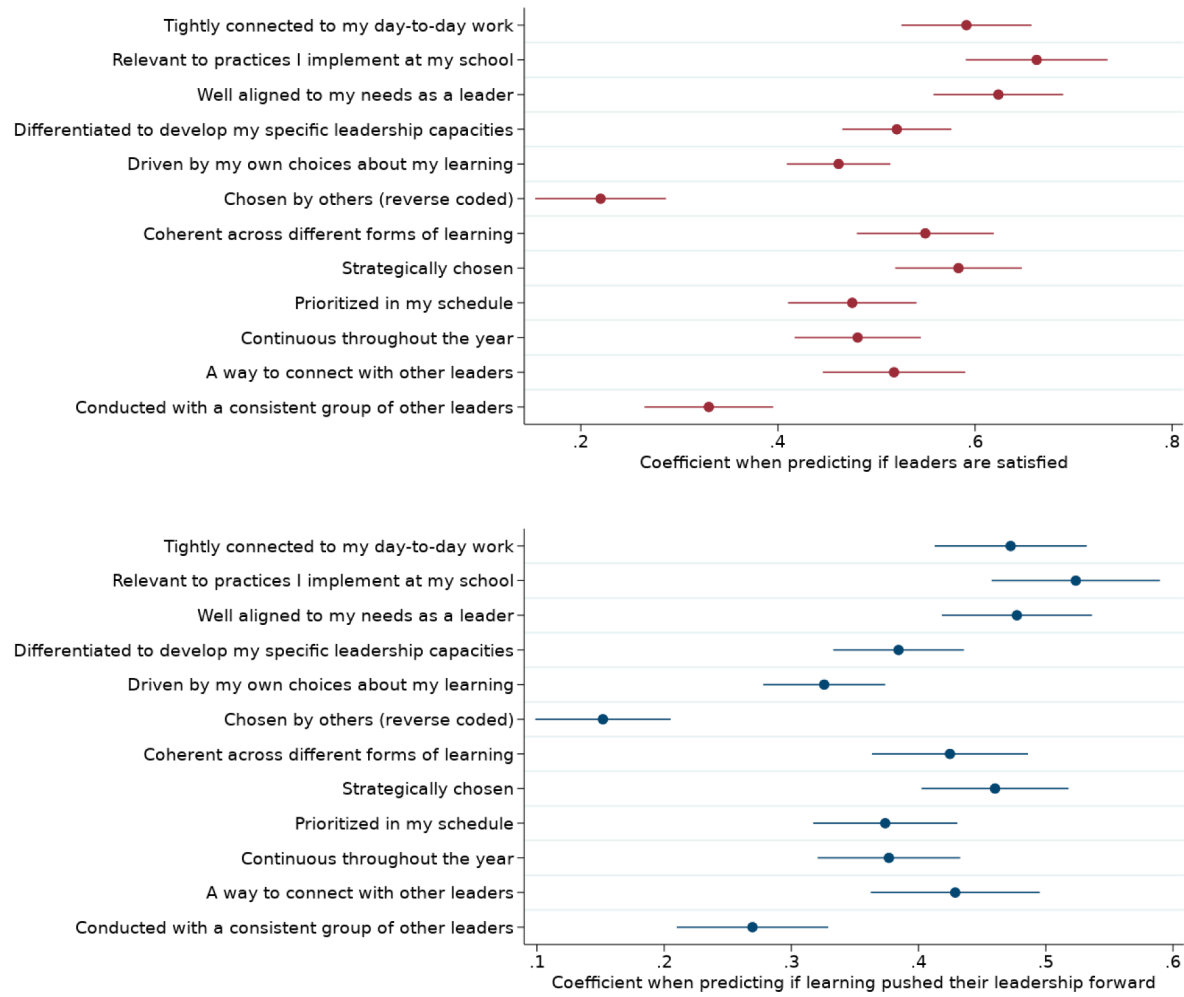 Tightly connected to my day-to-day work
Relevant to practices I implement at my school
Well aligned to my needs as a leader
Differentiated to develop my specific leadership capacities
Driven by my own choices about my learning
Chosen by others (reverse coded)
Coherent across different forms of learning
Strategically chosen
Prioritized in my schedule
Continuous throughout the year
A way to connect with other leaders
Conducted with a consistent group of other leaders
.2 .4 .6 .8
Coefficient when predicting if leaders are satisfied
Tightly connected to my day-to-day work
Relevant to practices I implement at my school
Well aligned to my needs as a leader
Differentiated to develop my specific leadership capacities
Driven by my own choices about my learning
Chosen by others (reverse coded)
Coherent across different forms of learning
Strategically chosen
Prioritized in my schedule
Continuous throughout the year
A way to connect with other leaders
Conducted with a consistent group of other leaders
.1 .2 .3 .4 .5 .6
Coefficient when predicting if learning pushed their leadership forward